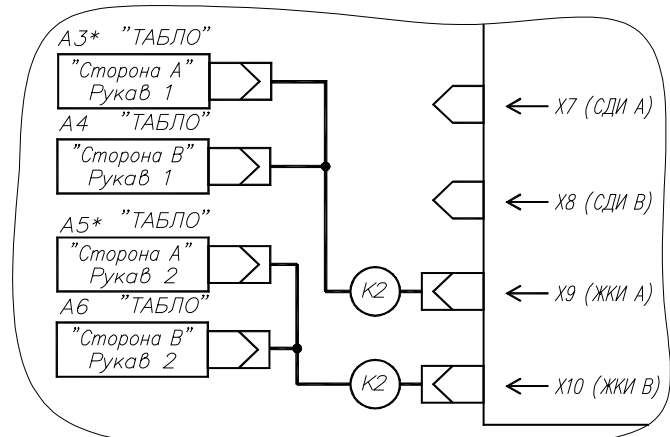 А3* "ТАБЛО"
"Сторона А"
Рукав 1
А4 "ТАБЛО"
"Сторона В"
Рукав 1
А5* "ТАБЛО"
"Сторона А"
Рукав 2
А6 "ТАБЛО"
"Сторона В"
Рукав 2
К2
К2
Х7 (СДИ А)
Х8 (СДИ В)
Х9 (ЖКИ А)
Х10 (ЖКИ В)